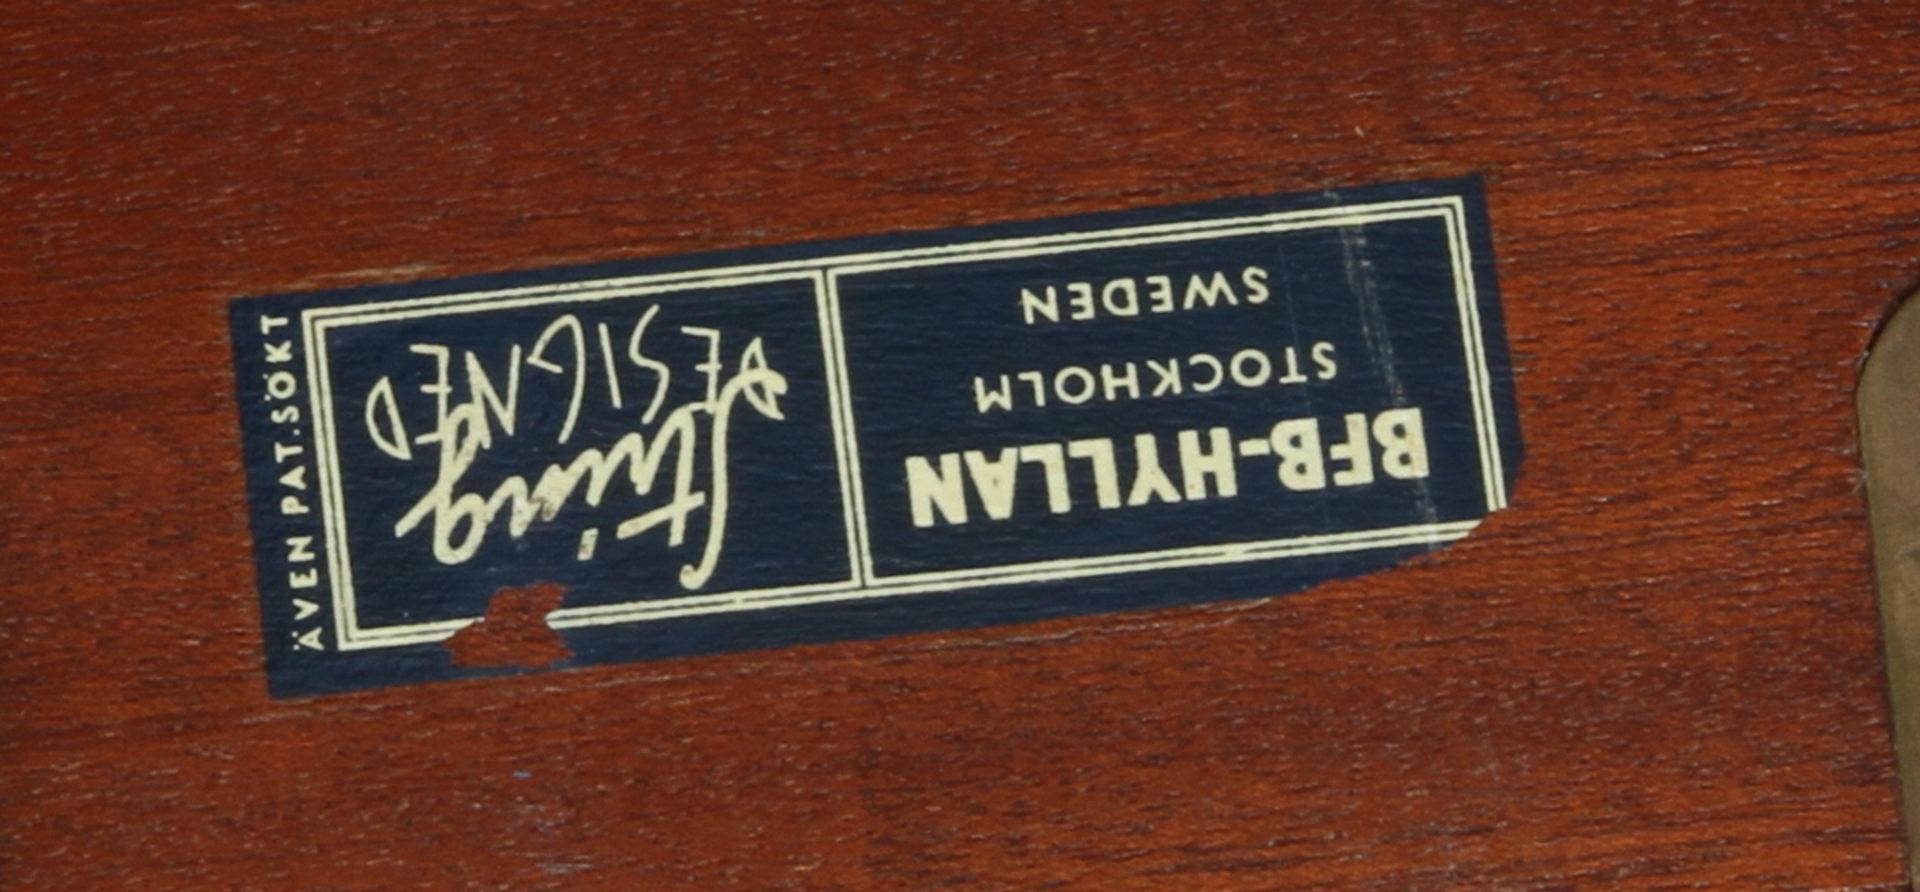 BFB-HYLLAN
STOCKHOLM
SWEDEN
String
DESIGNED
ÄVEN PAT. SÖKT